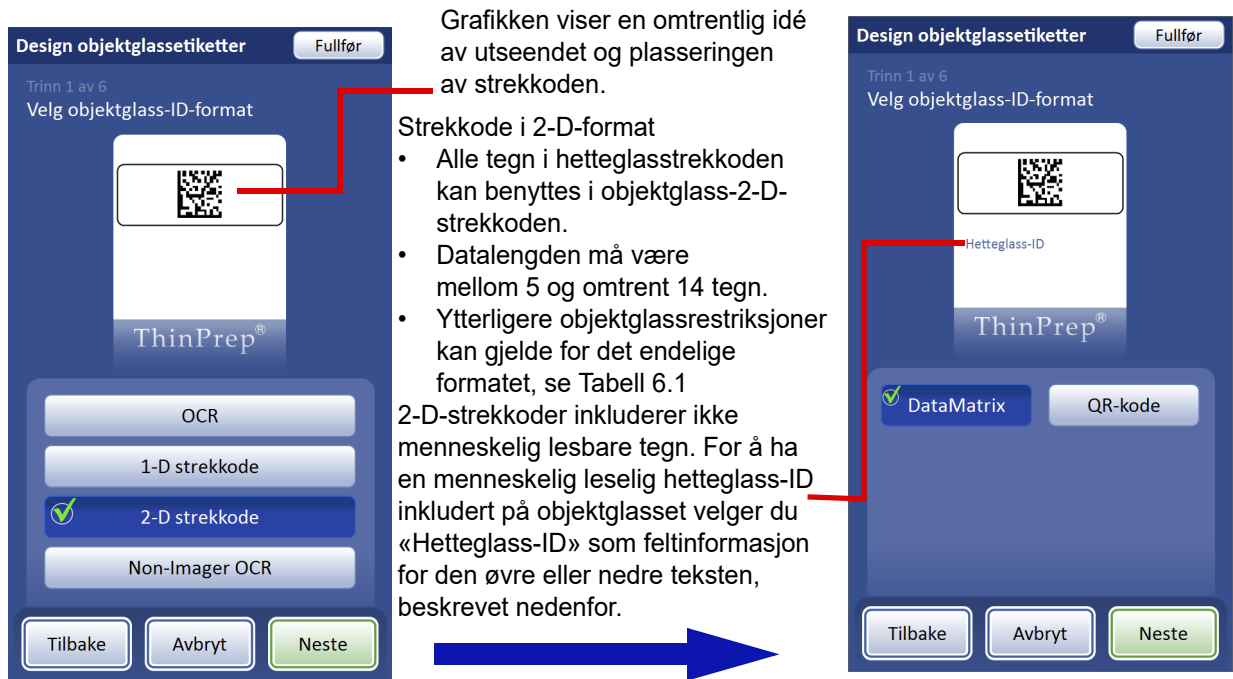 Design objektglassetiketter
Fullfør
Trinn 1 av 6
Velg objektglass-ID-format
ThinPrep®
OCR
1-D strekkode
2-D strekkode
Non-Imager OCR
Tilbake
Avbryt
Neste
Grafikken viser en omtrentlig idé
av utseendet og plasseringen
av strekkoden.
Strekkode i 2-D-format
• Alle tegn i hetteglasstrekkoden
kan benyttes i objektglass-2-D-
strekkoden.
• Datalengden må være
mellom 5 og omtrent 14 tegn.
• Ytterligere objektglassrestriksjoner
kan gjelde for det endelige
formatet, se Tabell 6.1
2-D-strekkoder inkluderer ikke
menneskelig lesbare tegn. For å ha
en menneskelig leselig hetteglass-ID
inkludert på objektglasset velger du
«Hetteglass-ID» som feltinformasjon
for den øvre eller nedre teksten,
beskrevet nedenfor.
Design objektglassetiketter
Fullfør
Trinn 1 av 6
Velg objektglass-ID-format
Hetteglass-ID
ThinPrep®
DataMatrix
QR-kode
Tilbake
Avbryt
Neste